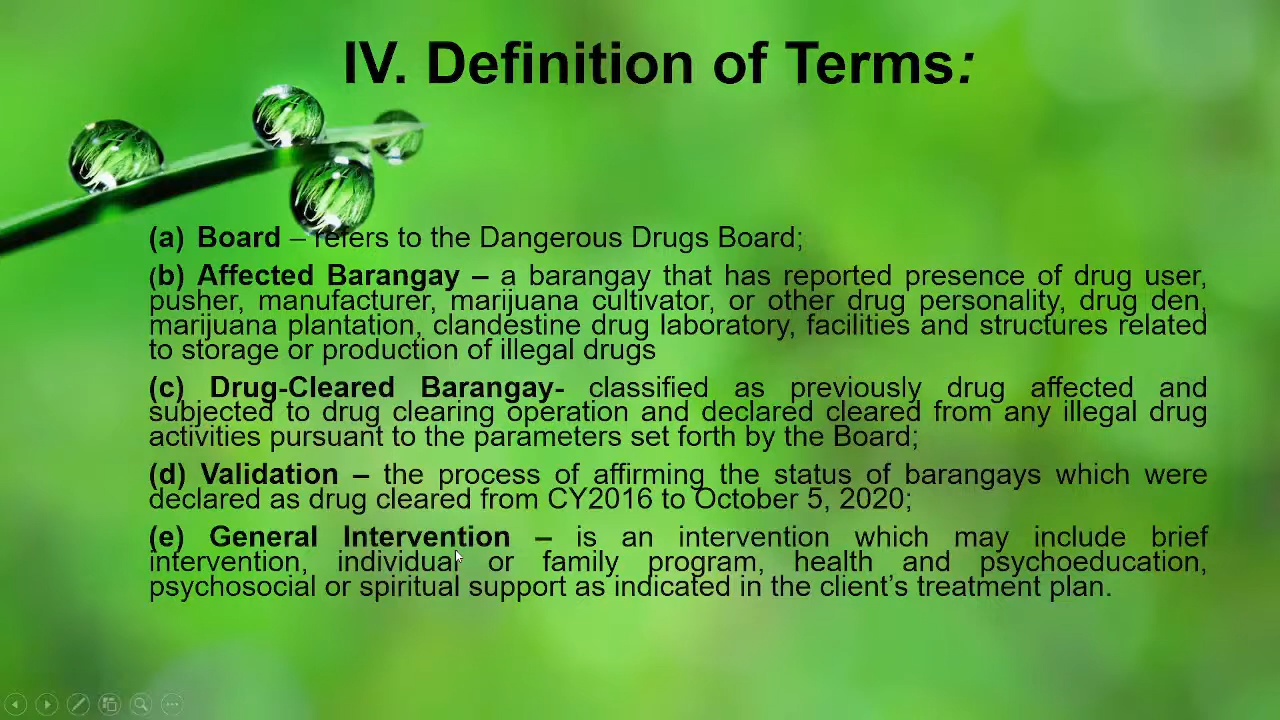 IV. Definition of Terms:
(a) Board – refers to the Dangerous Drugs Board;
(b) Affected Barangay – a barangay that has reported presence of drug user,
pusher, manufacturer, marijuana cultivator, or other drug personality, drug den,
marijuana plantation, clandestine drug laboratory, facilities and structures related
to storage or production of illegal drugs
(c) Drug-Cleared Barangay- classified as previously drug affected and
subjected to drug clearing operation and declared cleared from any illegal drug
activities pursuant to the parameters set forth by the Board;
(d) Validation – the process of affirming the status of barangays which were
declared as drug cleared from CY2016 to October 5, 2020;
(e) General Intervention – is an intervention which may include brief
intervention, individual or family program, health and psychoeducation,
psychosocial or spiritual support as indicated in the client’s treatment plan.